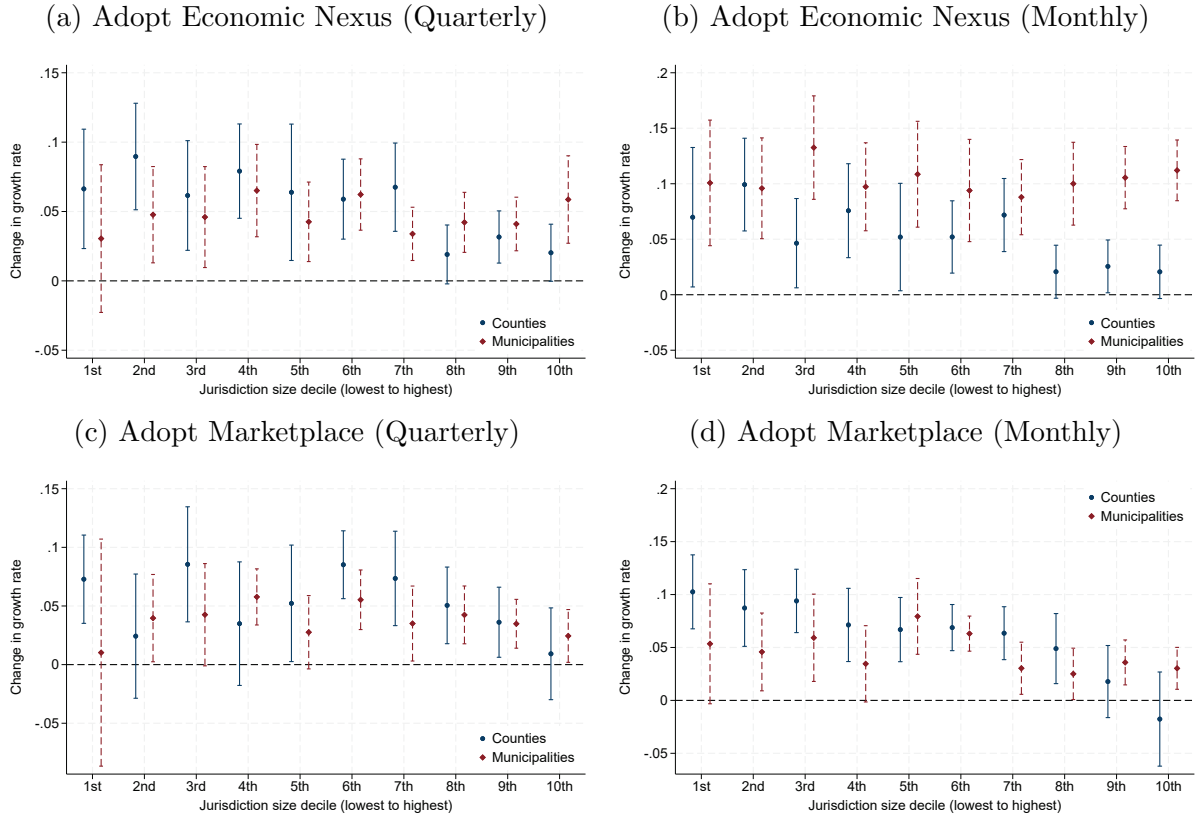 (a) Adopt Economic Nexus (Quarterly)
.15
.1
.05
0
-.05
Change in growth rate
Counties
Municipalities
1st 2nd 3rd 4th 5th 6th 7th 8th 9th 10th
Jurisdiction size decile (lowest to highest)
(b) Adopt Economic Nexus (Monthly)
.2
.15
.1
.05
0
-.05
Change in growth rate
Counties
Municipalities
1st 2nd 3rd 4th 5th 6th 7th 8th 9th 10th
Jurisdiction size decile (lowest to highest)
(c) Adopt Marketplace (Quarterly)
.15
.1
.05
0
-.05
Change in growth rate
Counties
Municipalities
1st 2nd 3rd 4th 5th 6th 7th 8th 9th 10th
Jurisdiction size decile (lowest to highest)
(d) Adopt Marketplace (Monthly)
.2
.15
.1
.05
0
-.05
Change in growth rate
Counties
Municipalities
1st 2nd 3rd 4th 5th 6th 7th 8th 9th 10th
Jurisdiction size decile (lowest to highest)